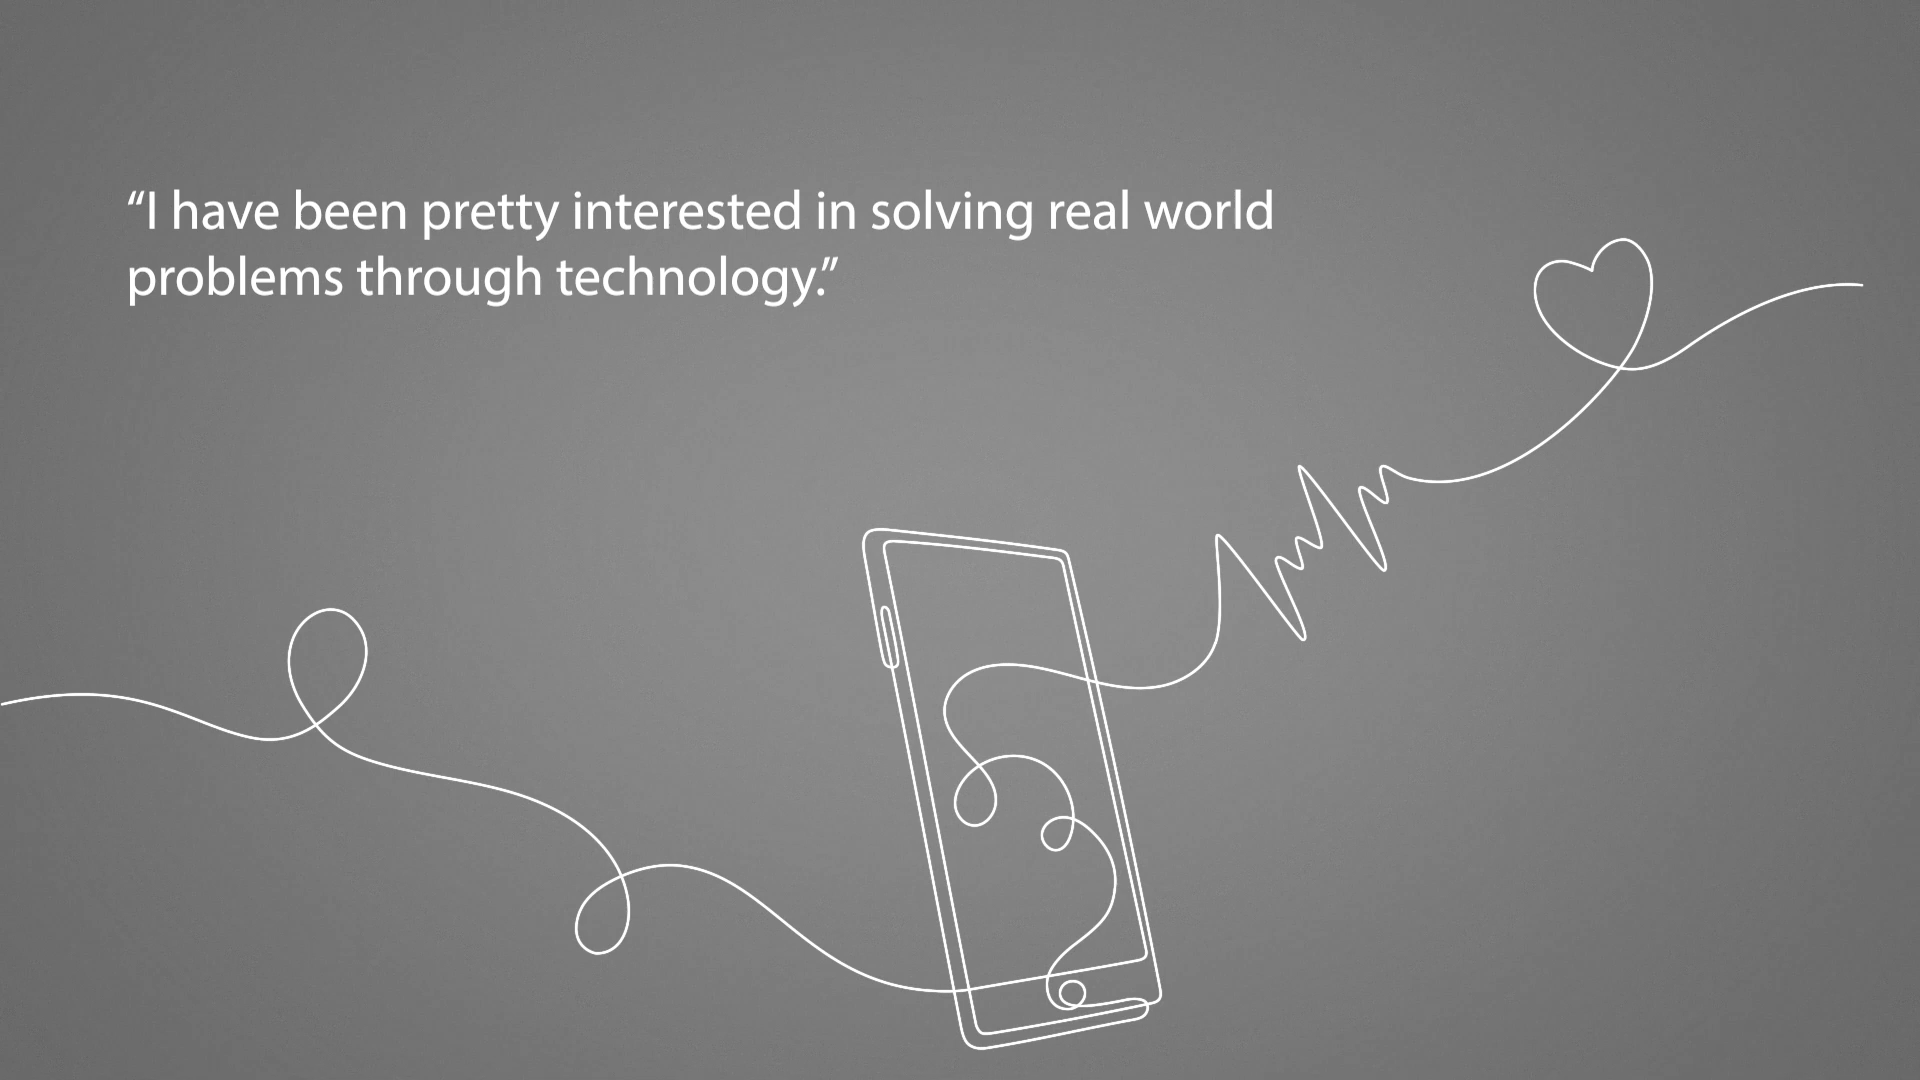 “I have been pretty interested in solving real world
problems through technology.”